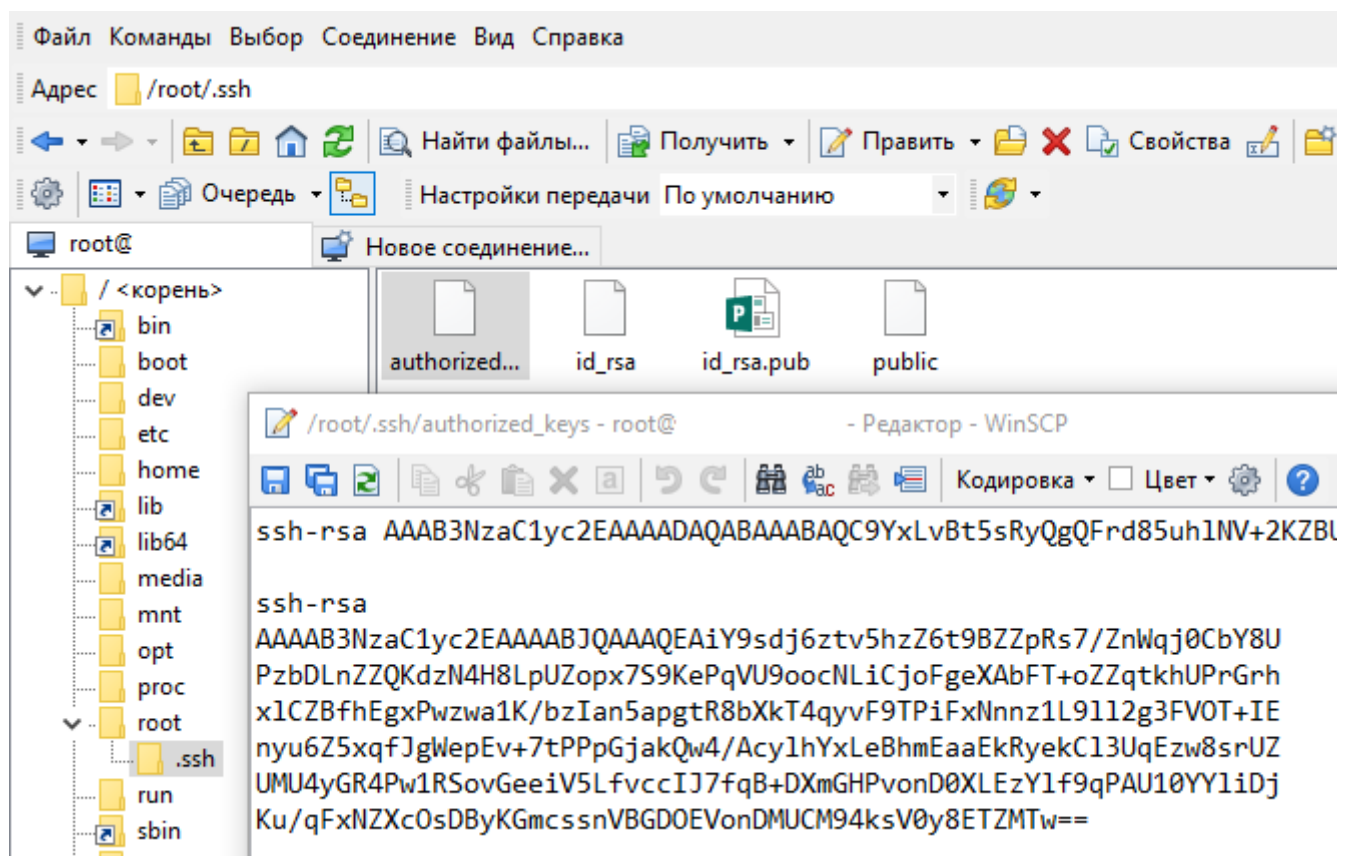 Файл Команды Выбор Соединение Вид Справка
Адрес /root/.ssh
Найти файлы... Получить Править Свойства
Очередь Настройки передачи По умолчанию
root@ Новое соединение...
/ <корень>
bin
boot
dev
etc
home
lib
lib64
media
mnt
opt
proc
root
.ssh
run
sbin
authorized... id_rsa id_rsa.pub public
/root/.ssh/authorized_keys - root@ - Редактор - WinSCP
Кодировка Цвет
ssh-rsa AAAB3NzaC1yc2EAAAADAQABAAABAQC9YxLvBt5sRyQgQFrd85uhlNV+2KZBU
ssh-rsa
AAAAB3NzaC1yc2EAAAABJQAAAQEAiY9sdj6ztv5hzZ6t9BZZpRs7/ZnWqj0CbY8U
PzbDLnZZQKdzN4H8LpUZopx7S9KePqVU9oocNLiCjoFgeXAbFT+oZZqtkhUPrGrh
xlCZBfhEgxPwzwa1K/bzIan5apgtR8bXkT4qyvF9TPiFxNnnz1L9ll2g3FVOT+IE
nyu6Z5xqfJgWepEv+7tPPpGjakQw4/AcylhYxLeBhmEaaEkRyekCl3UqEzw8srUZ
UMU4yGR4Pw1RSovGeeiV5LfvccIJ7fqB+DXmGHPvonD0XLEzYlf9qPAU10YYliDj
Ku/qFxNZXcOsDByKGmcssnVBGDOEVonDMUCM94ksV0y8ETZMTw==